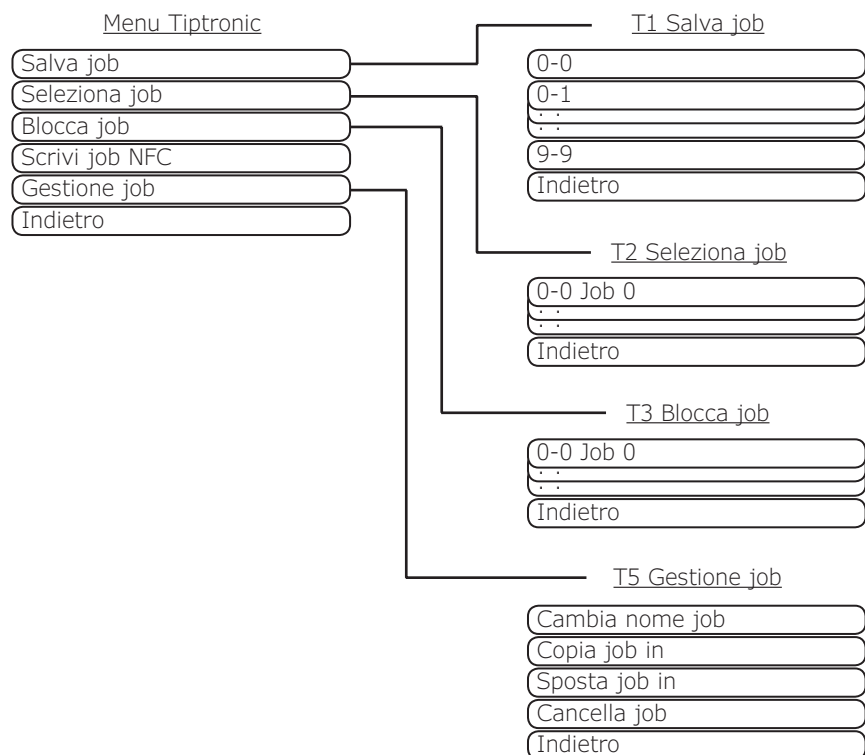 Menu Tiptronic
Salva job
Seleziona job
Blocca job
Scrivi job NFC
Gestione job
Indietro
T1 Salva job
0-0
0-1
: :
: :
9-9
Indietro
T2 Seleziona job
0-0 Job 0
: :
: :
Indietro
T3 Blocca job
0-0 Job 0
: :
: :
Indietro
T5 Gestione job
Cambia nome job
Copia job in
Sposta job in
Cancella job
Indietro